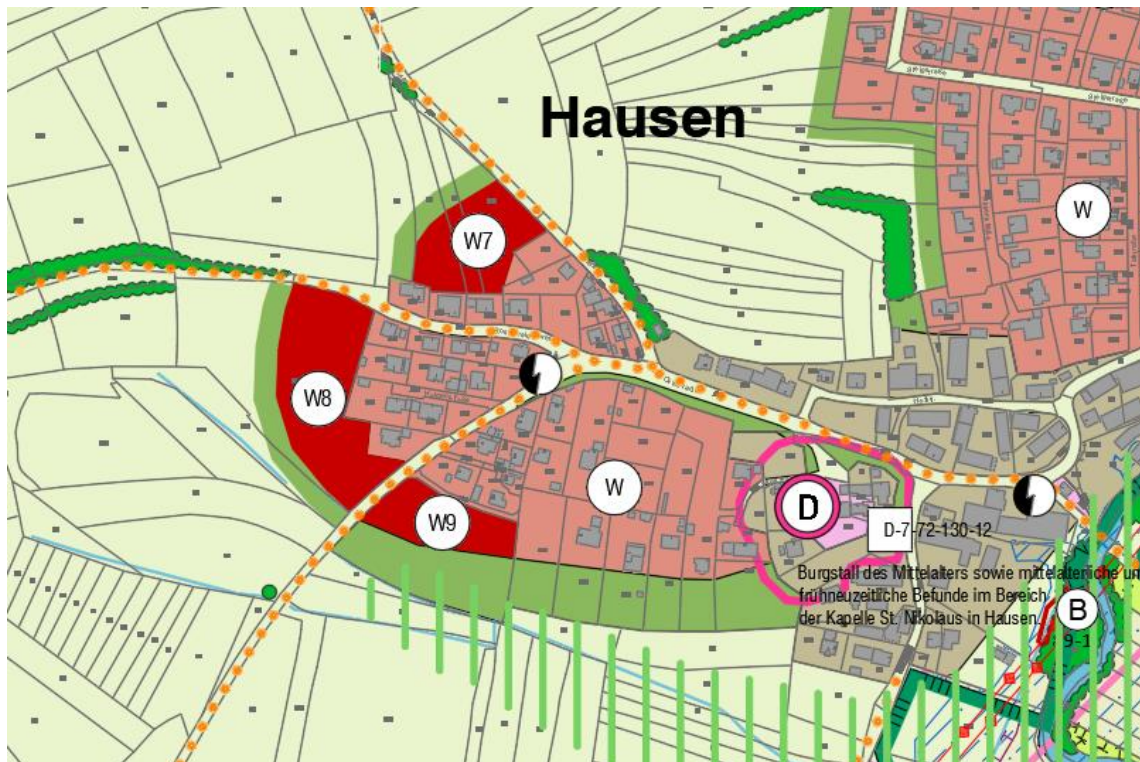 Hausen
W
W7
W8
W
W9
D
D-7-72-130-12
Burgstall des Mittelalters sowie mittelalterliche un
frühneuzeitliche Befunde im Bereich
der Kapelle St. Nikolaus in Hausen.
B
9-1